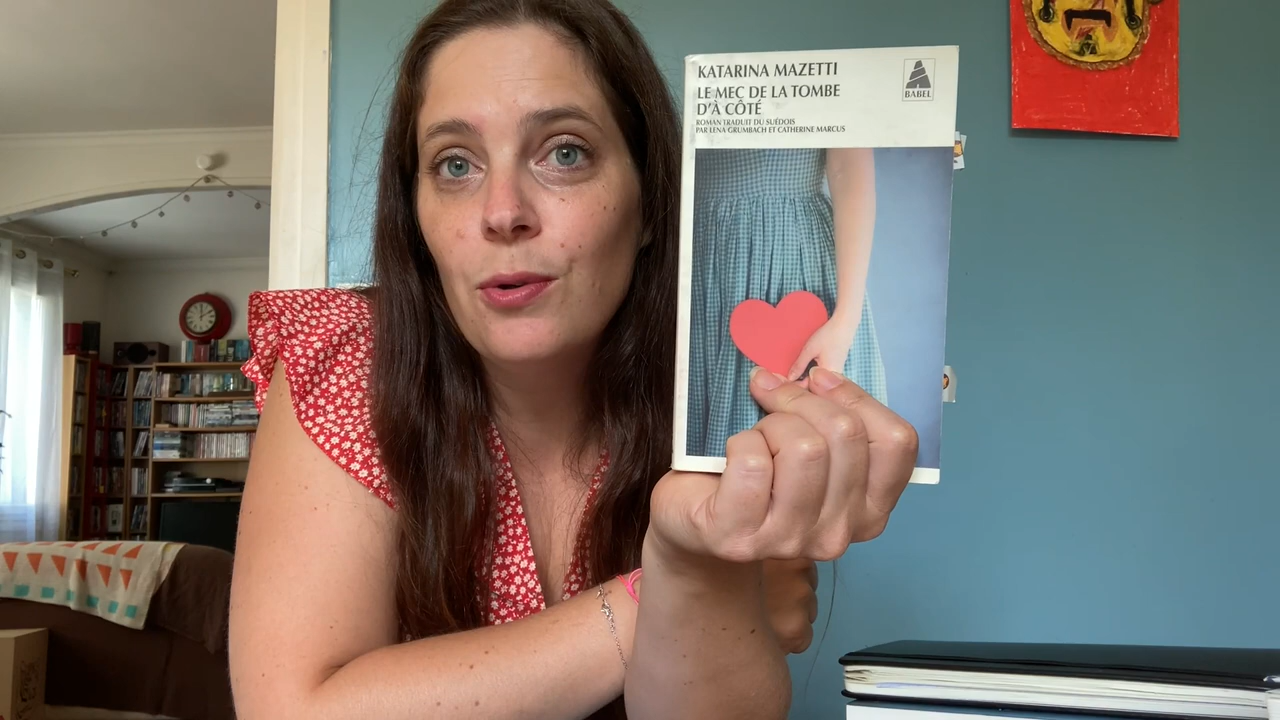 KATARINA MAZETTI
LE MEC DE LA TOMBE
D'À CÔTÉ
ROMAN TRADUIT DU SUÉDOIS
PAR LENA GRUMBACH ET CATHERINE MARCUS
BABEL